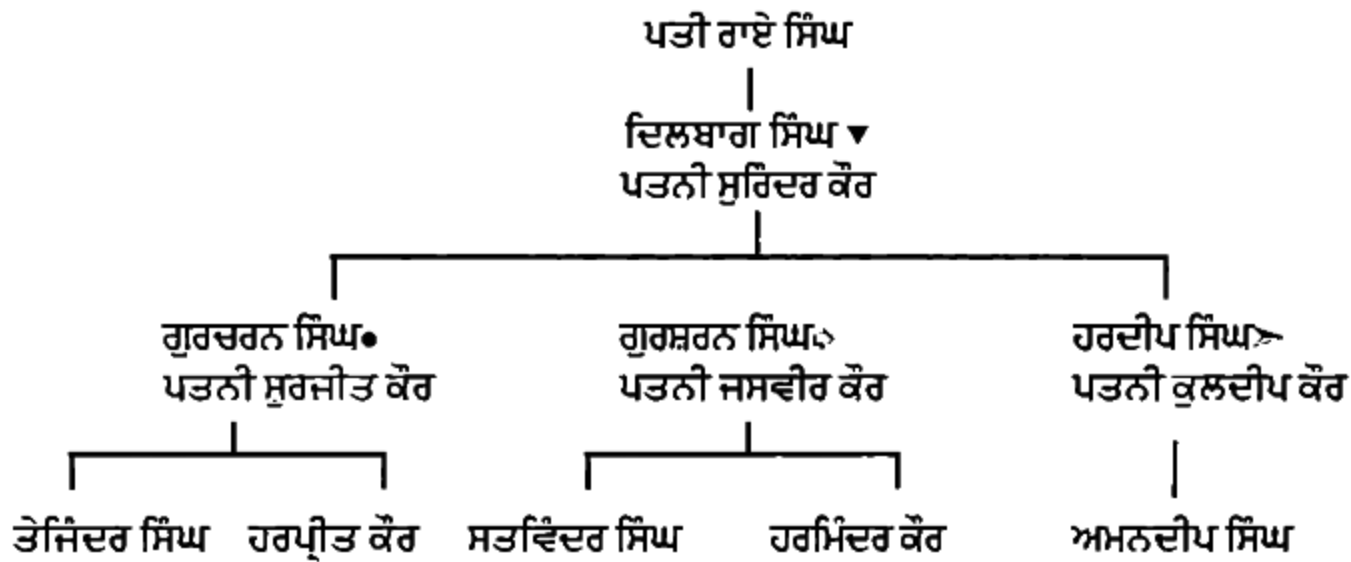 ਪਤੀ ਰਾਏ ਸਿੰਘ
ਦਿਲਬਾਗ ਸਿੰਘ ▼
ਪਤਨੀ ਸੁਰਿੰਦਰ ਕੌਰ
ਗੁਰਚਰਨ ਸਿੰਘ● ਗੁਰਸ਼ਰਨ ਸਿੰਘ◇ ਹਰਦੀਪ ਸਿੰਘ➢
ਪਤਨੀ ਸੁਰਜੀਤ ਕੌਰ ਪਤਨੀ ਜਸਵੀਰ ਕੌਰ ਪਤਨੀ ਕੁਲਦੀਪ ਕੌਰ
ਤੇਜਿੰਦਰ ਸਿੰਘ ਹਰਪ੍ਰੀਤ ਕੌਰ ਸਤਵਿੰਦਰ ਸਿੰਘ ਹਰਮਿੰਦਰ ਕੌਰ ਅਮਨਦੀਪ ਸਿੰਘ